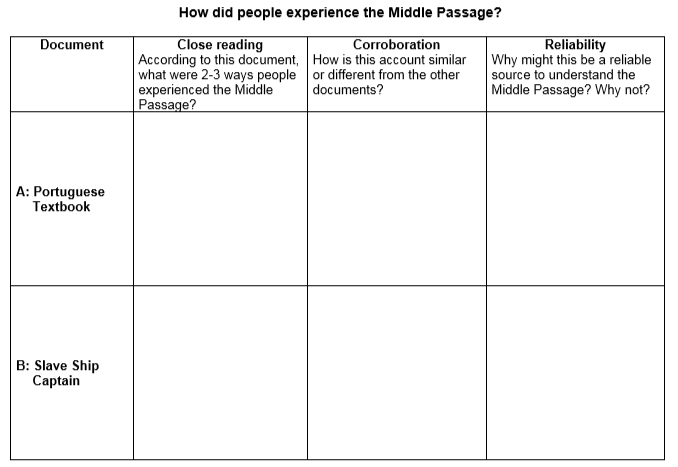 How did people experience the Middle Passage?
Document
Close reading
According to this document,
what were 2-3 ways people
experienced the Middle
Passage?
Corroboration
How is this account similar
or different from the other
documents?
Reliability
Why might this be a reliable
source to understand the
Middle Passage? Why not?
A: Portuguese
Textbook
B: Slave Ship
Captain